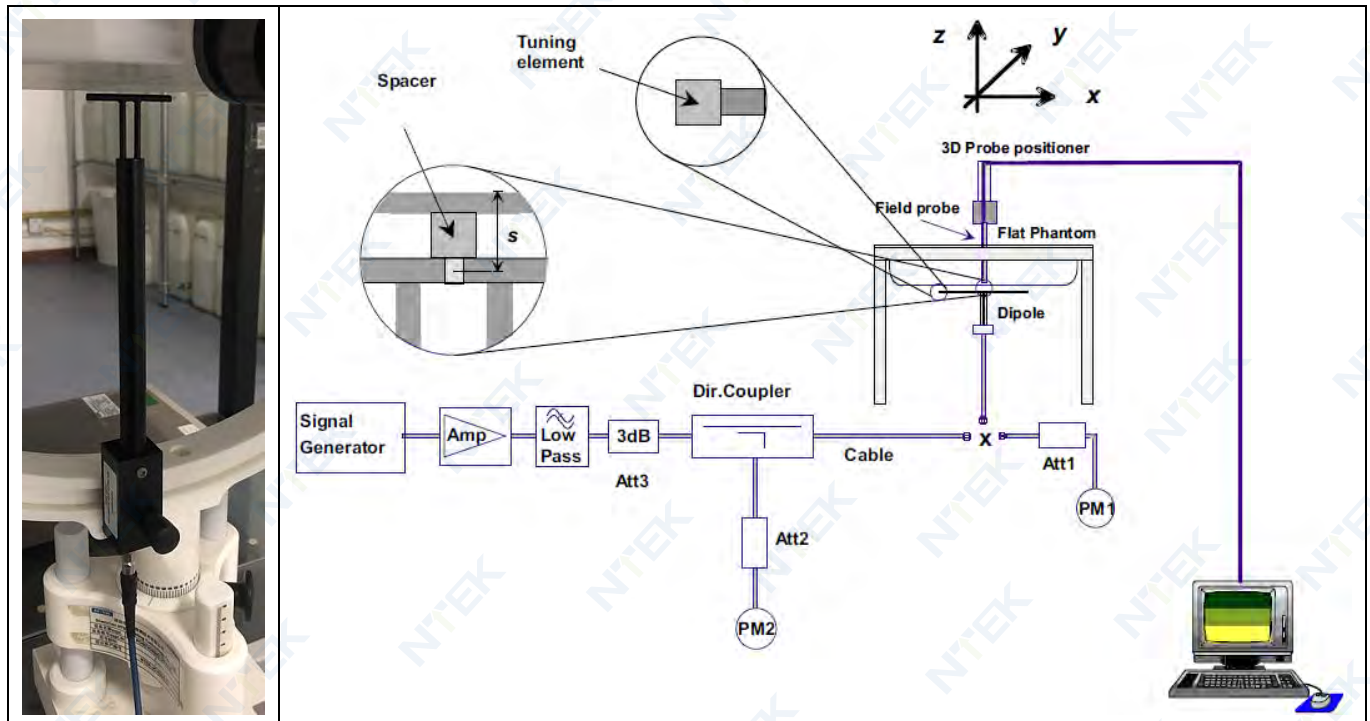 Tuning
element
Spacer
s
z
y
x
3D Probe positioner
Field probe
Flat Phantom
Dipole
Dir.Coupler
Signal
Generator
Amp
Low
Pass
3dB
Att3
Cable
x
Att1
PM1
Att2
PM2
NTEK